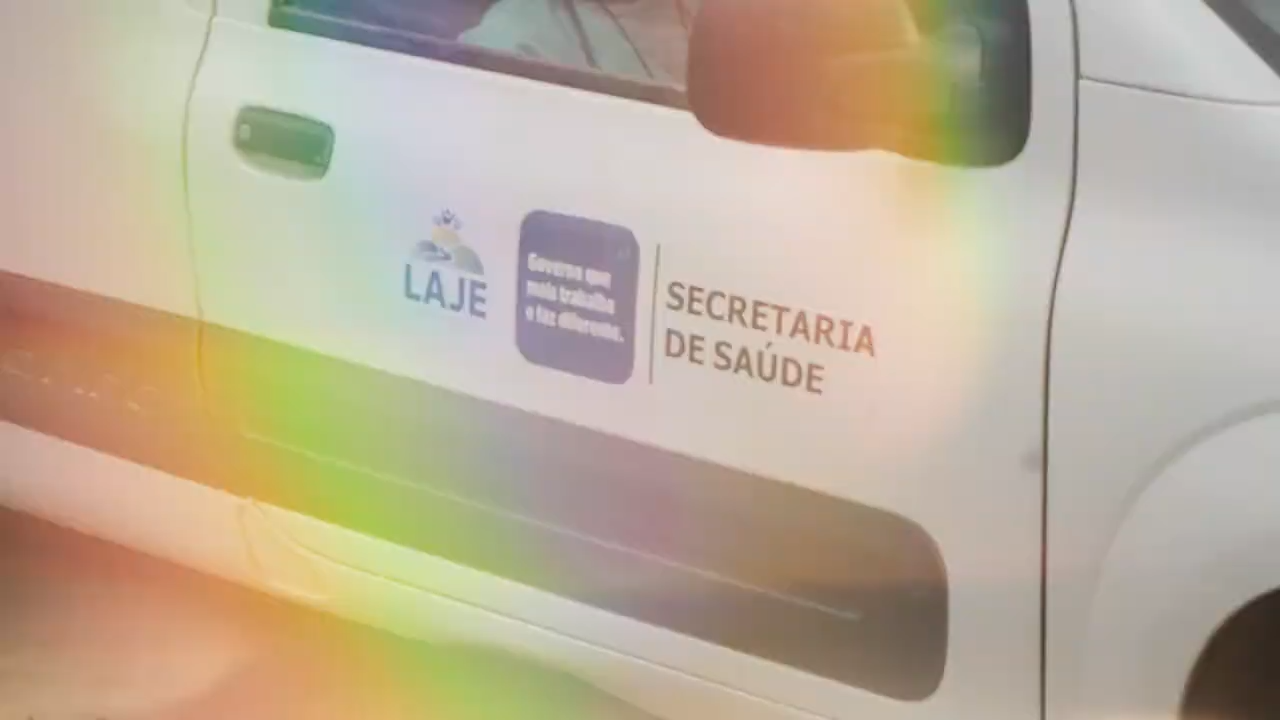 LAJE
Governo que
mais trabalha
e faz diferente.
SECRETARIA
DE SAÚDE